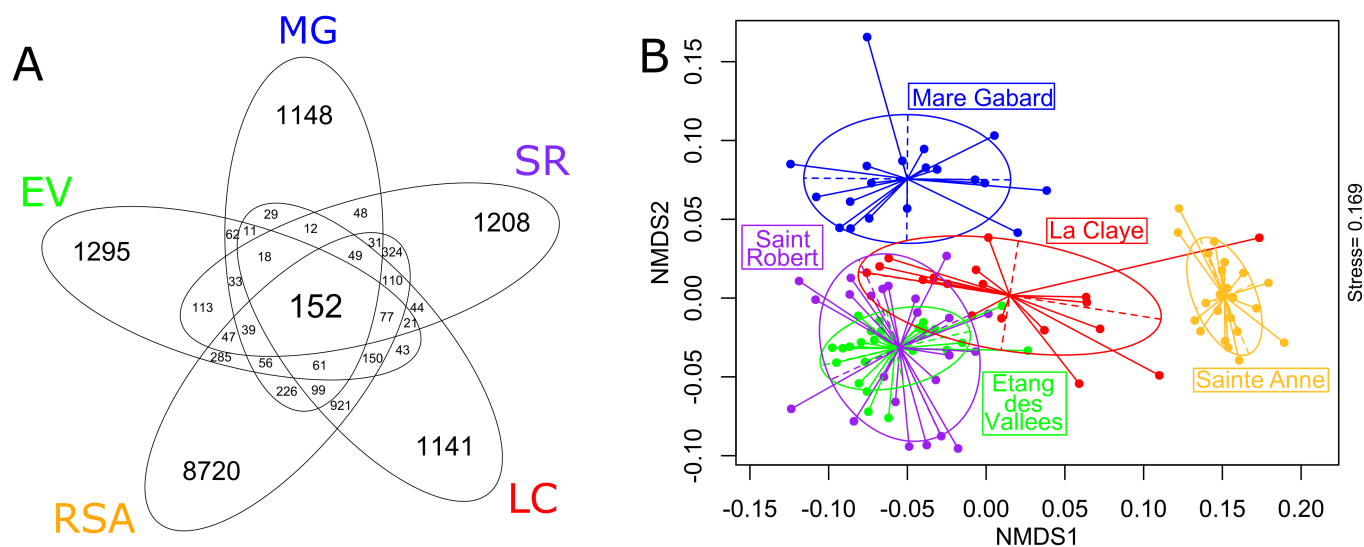 A
MG
1148
SR
1208
EV
1295
29
48
62
11
12
31
324
18
49
33
110
113
152
44
77
21
47
39
43
285
56
61
150
226
99
921
1141
8720
RSA
LC
B
Mare Gabard
La Claye
Saint
Robert
Sainte Anne
Etang
des
Vallees
NMDS2
0.15
0.10
0.05
0.00
-0.05
-0.10
-0.15 -0.10 -0.05 0.00 0.05 0.10 0.15 0.20
NMDS1
Stress= 0.169